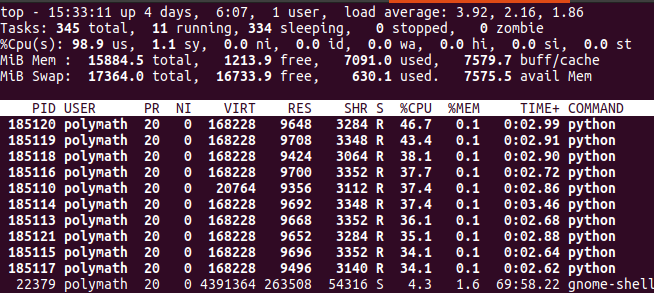 top - 15:33:11 up 4 days,  6:07,  1 user,  load average: 3.92, 2.16, 1.86
Tasks: 345 total,  11 running, 334 sleeping,   0 stopped,   0 zombie
%Cpu(s): 98.9 us,  1.1 sy,  0.0 ni,  0.0 id,  0.0 wa,  0.0 hi,  0.0 si,  0.0 st
MiB Mem :  15884.5 total,   1213.9 free,   7091.0 used,   7579.7 buff/cache
MiB Swap:  17364.0 total,  16733.9 free,    630.1 used.   7575.5 avail Mem
PID USER      PR  NI    VIRT    RES    SHR S  %CPU  %MEM     TIME+ COMMAND
185120 polymath  20   0  168228   9648   3284 R  46.7   0.1   0:02.99 python
185119 polymath  20   0  168228   9708   3348 R  43.4   0.1   0:02.91 python
185118 polymath  20   0  168228   9424   3064 R  38.1   0.1   0:02.90 python
185116 polymath  20   0  168228   9700   3352 R  37.7   0.1   0:02.72 python
185110 polymath  20   0   20764   9356   3112 R  37.4   0.1   0:02.86 python
185114 polymath  20   0  168228   9692   3348 R  37.4   0.1   0:03.46 python
185113 polymath  20   0  168228   9668   3352 R  36.1   0.1   0:02.68 python
185121 polymath  20   0  168228   9652   3284 R  35.1   0.1   0:02.88 python
185115 polymath  20   0  168228   9696   3352 R  34.1   0.1   0:02.64 python
185117 polymath  20   0  168228   9496   3140 R  34.1   0.1   0:02.62 python
22379 polymath  20   0 4391364 263508  54316 S   4.3   1.6  69:58.22 gnome-shell